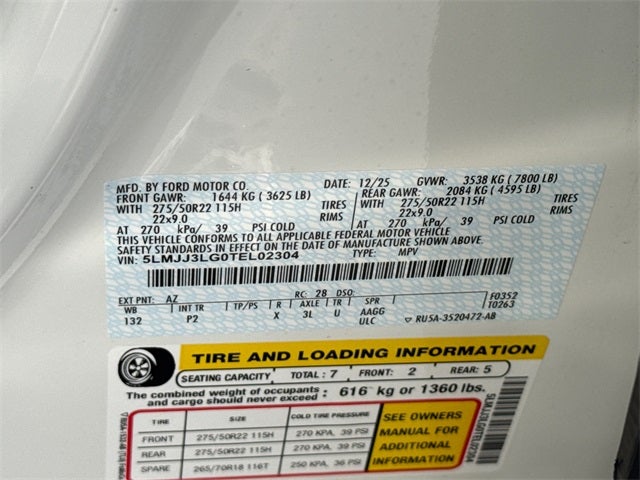 MFD. BY FORD MOTOR CO. DATE: 12/25 GVWR: 3538 KG ( 7800 LB)
FRONT GAWR: 1644 KG ( 3625 LB) REAR GAWR: 2084 KG ( 4595 LB)
WITH 275/50R22 115H TIRES WITH 275/50R22 115H TIRES
22x9.0 RIMS 22x9.0 RIMS
AT 270 kPa/ 39 PSI COLD AT 270 kPa/ 39 PSI COLD
THIS VEHICLE CONFORMS TO ALL APPLICABLE FEDERAL MOTOR VEHICLE
SAFETY STANDARDS IN EFFECT ON THE DATE OF MANUFACTURE SHOWN ABOVE.
VIN: 5LMJJ3LG0TEL02304 TYPE: MPV
EXT PNT: AZ RC: 28 DSO: F0352
WB INT TR TP/PS R AXLE TR SPR T0263
132 P2 X 3L U AAGG
ULC RU5A-3520472-AB
TIRE AND LOADING INFORMATION
SEATING CAPACITY TOTAL : 7 FRONT: 2 REAR: 5
The combined weight of occupants and cargo should never exceed : 616 kg or 1360 lbs.
TIRE SIZE COLD TIRE PRESSURE
FRONT 275/50R22 115H 270 KPA, 39 PSI
REAR 275/50R22 115H 270 KPA, 39 PSI
SPARE 265/70R18 116T 250 KPA, 36 PSI
SEE OWNERS
MANUAL FOR
ADDITIONAL
INFORMATION
5LMJJ3LG0TEL02304